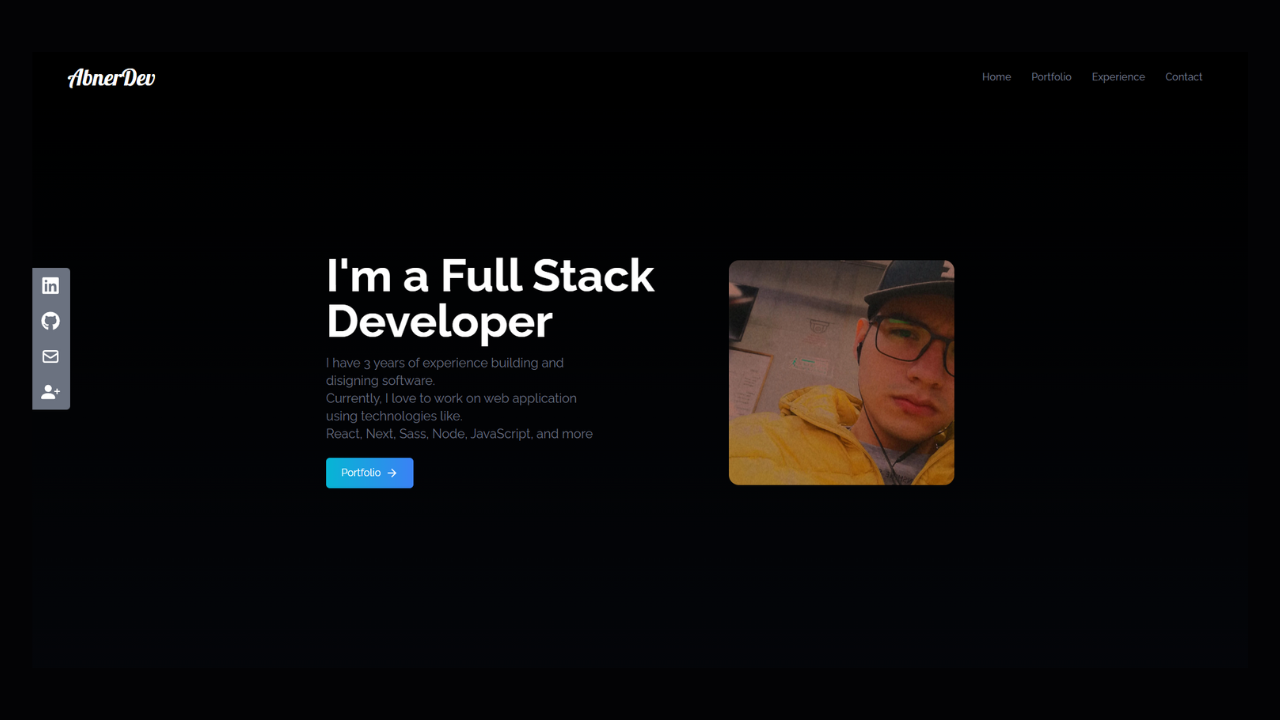 AbnerDev
Home Portfolio Experience Contact
I'm a Full Stack
Developer
I have 3 years of experience building and
disigning software.
Currently, I love to work on web application
using technologies like.
React, Next, Sass, Node, JavaScript, and more
Portfolio
in